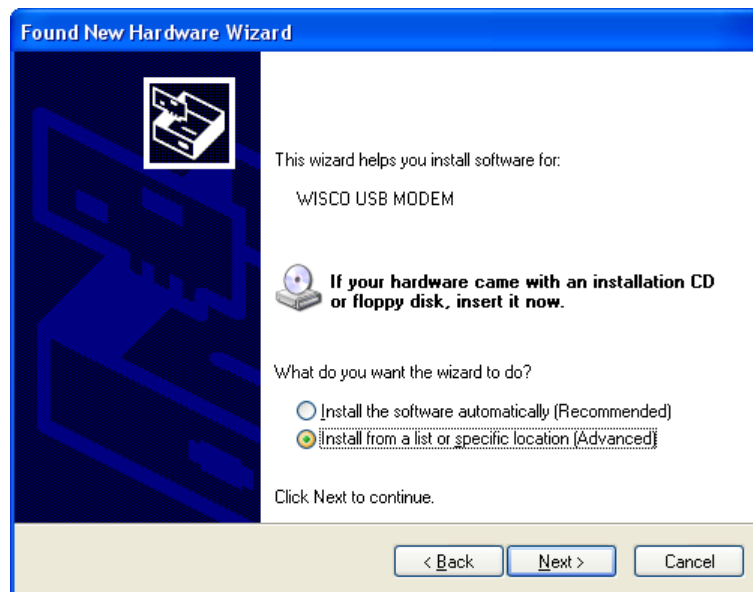 Found New Hardware Wizard
This wizard helps you install software for:
WISCO USB MODEM
If your hardware came with an installation CD
or floppy disk, insert it now.
What do you want the wizard to do?
Install the software automatically (Recommended)
Install from a list or specific location (Advanced)
Click Next to continue.
< Back Next > Cancel